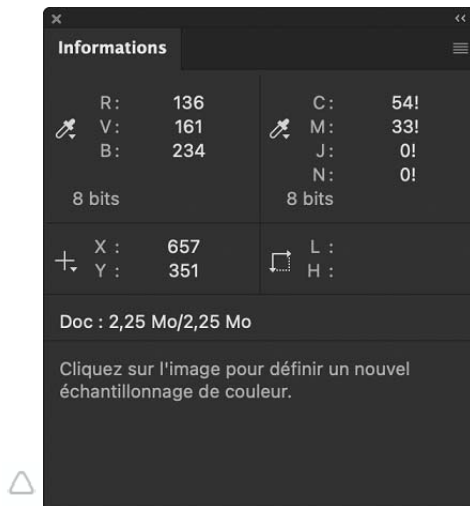 Informations
R: 136
V: 161
B: 234
8 bits
C: 54!
M: 33!
J: 0!
N: 0!
8 bits
X : 657
Y : 351
L :
H :
Doc : 2,25 Mo/2,25 Mo
Cliquez sur l'image pour définir un nouvel
échantillonnage de couleur.